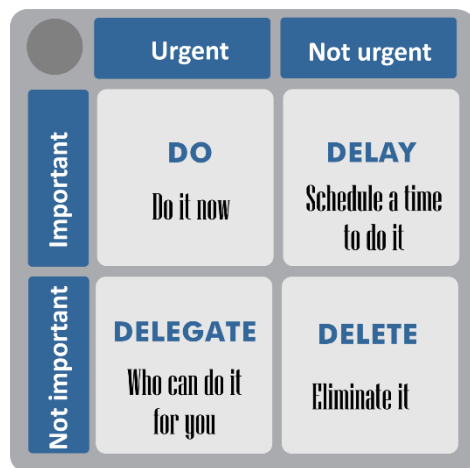 Urgent
Not urgent
Important
DO
Do it now
DELAY
Schedule a time
to do it
Not important
DELEGATE
Who can do it
for you
DELETE
Eliminate it